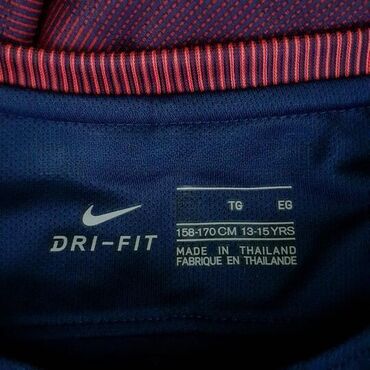 DRI-FIT
TG EG
158-170 CM 13-15 YRS
MADE IN THAILAND
FABRIQUE EN THAILANDE